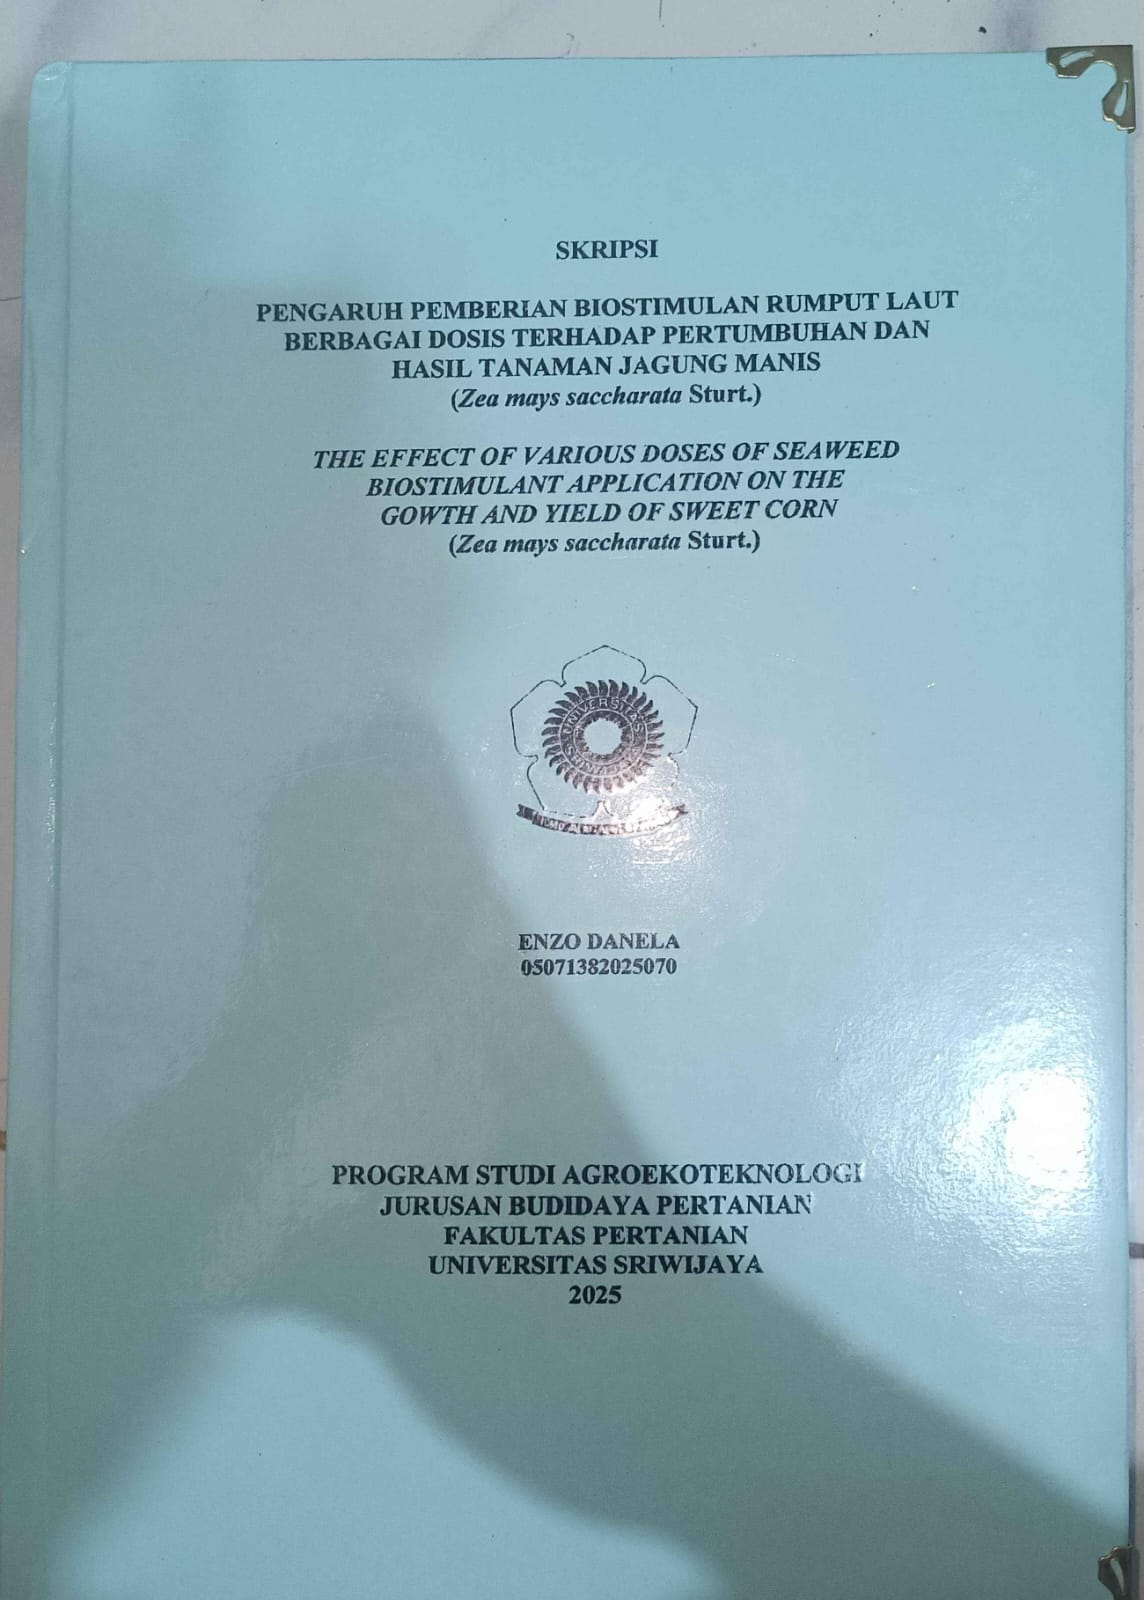 SKRIPSI
PENGARUH PEMBERIAN BIOSTIMULAN RUMPUT LAUT
BERBAGAI DOSIS TERHADAP PERTUMBUHAN DAN
HASIL TANAMAN JAGUNG MANIS
(Zea mays saccharata Sturt.)
THE EFFECT OF VARIOUS DOSES OF SEAWEED
BIOSTIMULANT APPLICATION ON THE
GOWTH AND YIELD OF SWEET CORN
(Zea mays saccharata Sturt.)
UNIVERSITAS
SRIWIJAYA
ENZO DANELA
05071382025070
PROGRAM STUDI AGROEKOTEKNOLOGI
JURUSAN BUDIDAYA PERTANIAN
FAKULTAS PERTANIAN
UNIVERSITAS SRIWIJAYA
2025